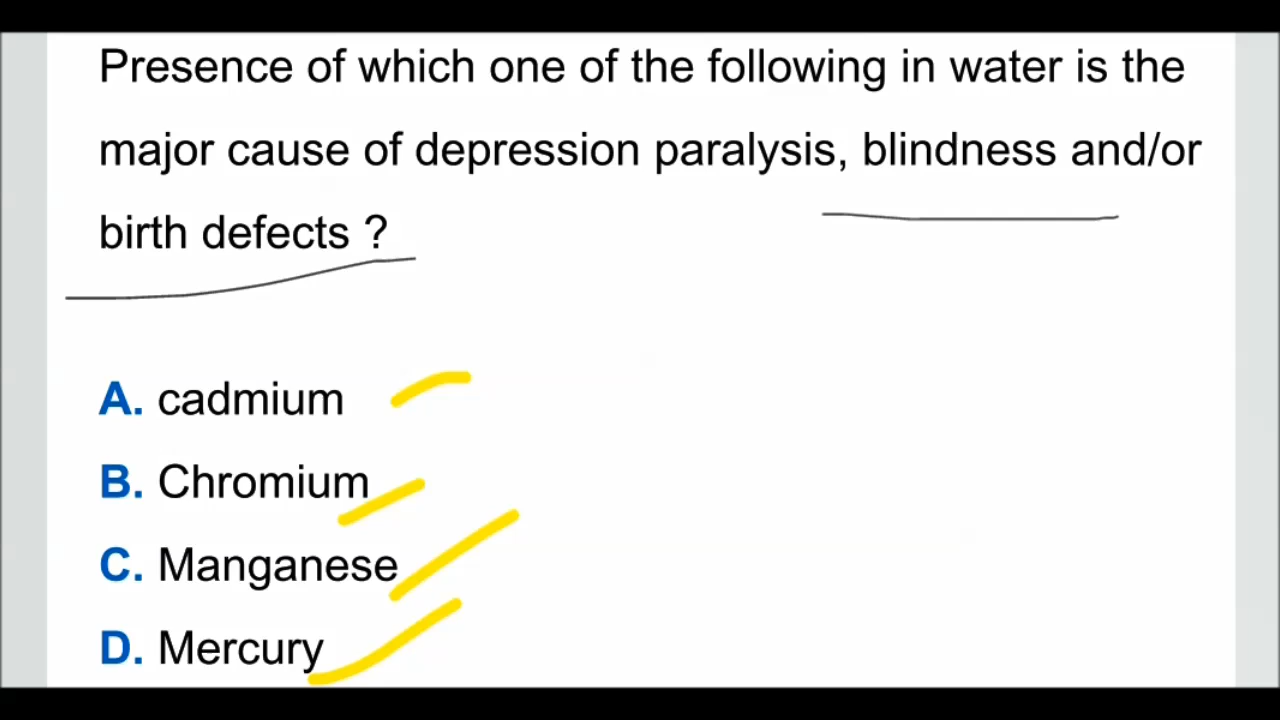 Presence of which one of the following in water is the
major cause of depression paralysis, blindness and/or
birth defects ?
A. cadmium
B. Chromium
C. Manganese
D. Mercury